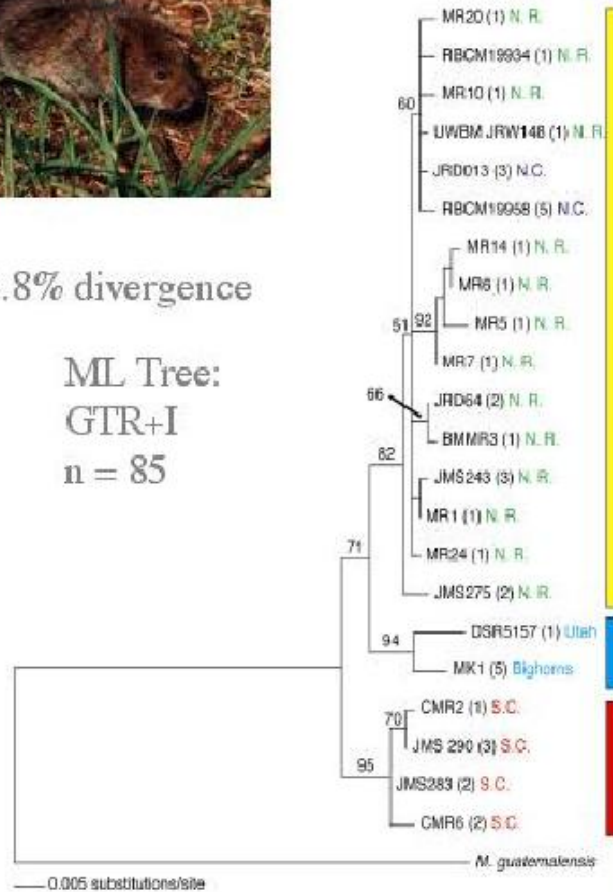 MR20 (1) N. R.
RBCM19934 (1) N. R.
MR10 (1) N. R.
60
UWBM JRW148 (1) N. R.
JRD013 (3) N.C.
RBCM19958 (5) N.C.
MR14 (1) N. R.
.8% divergence
MR6 (1) N. R.
51 92
MR5 (1) N. R.
MR7 (1) N. R.
ML Tree:
GTR+I
n = 85
66
JRD64 (2) N. R.
BMMR3 (1) N. R.
82
JMS243 (3) N. R.
MR1 (1) N. R.
71
MR24 (1) N. R.
JMS275 (2) N. R.
94
DSR5157 (1) Utah
MK1 (5) Bighorns
CMR2 (1) S.C.
70
JMS 290 (3) S.C.
95
JMS283 (2) S.C.
CMR6 (2) S.C.
M. guatemalensis
0.005 substitutions/site